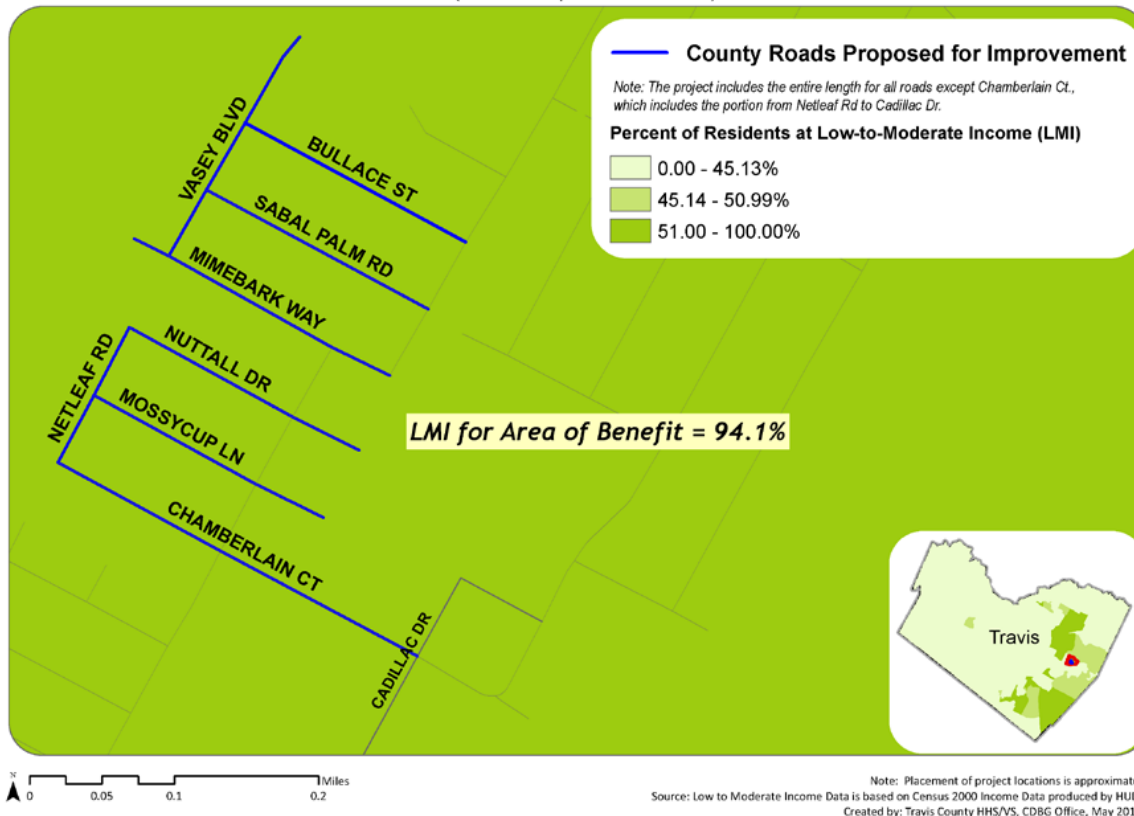 County Roads Proposed for Improvement
Note: The project includes the entire length for all roads except Chamberlain Ct.,
which includes the portion from Netleaf Rd to Cadillac Dr.
Percent of Residents at Low-to-Moderate Income (LMI)
0.00 - 45.13%
45.14 - 50.99%
51.00 - 100.00%
VASEY BLVD
BULLACE ST
SABAL PALM RD
MIMEBARK WAY
NETLEAF RD
NUTTALL DR
MOSSYCUP LN
LMI for Area of Benefit = 94.1%
CHAMBERLAIN CT
CADILLAC DR
Travis
N
Miles
0 0.05 0.1 0.2
Note: Placement of project locations is approximat
Source: Low to Moderate Income Data is based on Census 2000 Income Data produced by HU
Created by: Travis County HHS/VS, CDBG Office, May 201